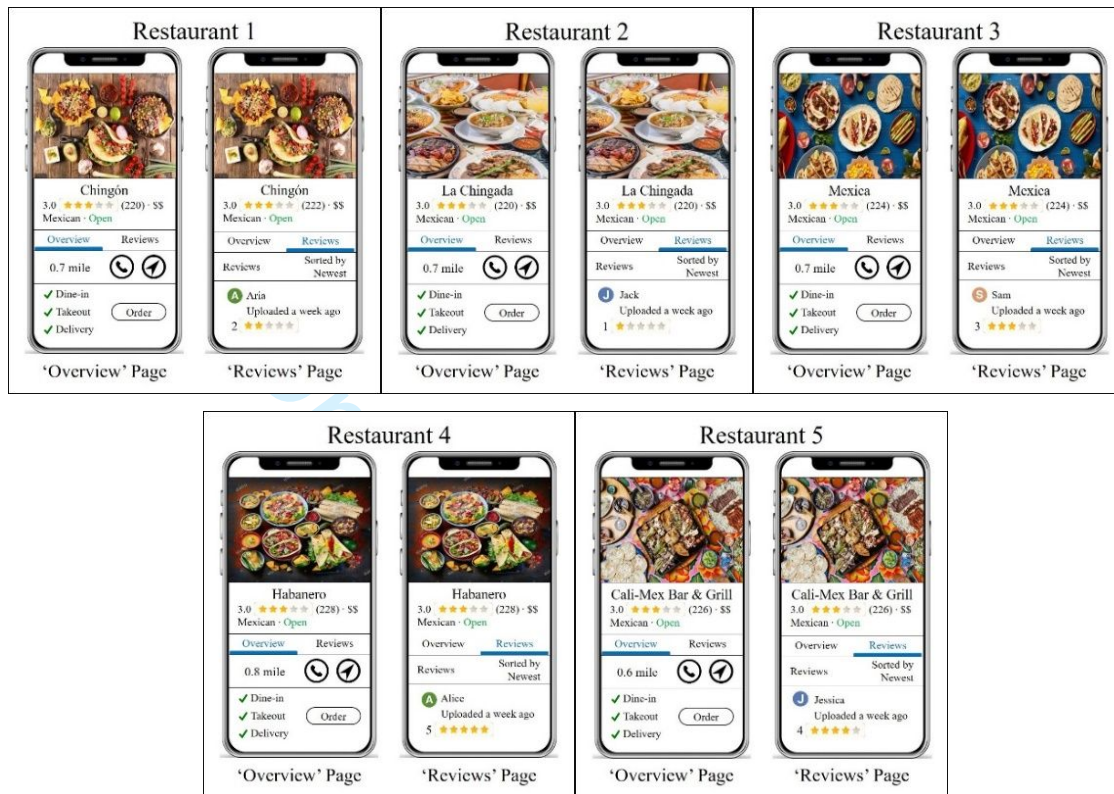 Restaurant 1
Chingón
3.0 (220) · $$
Mexican · Open
Overview Reviews
0.7 mile
Dine-in
Takeout
Order
Delivery
'Overview' Page
Chingón
3.0 (222) · $$
Mexican · Open
Overview Reviews
Reviews Sorted by
Newest
A Aria
Uploaded a week ago
2
'Reviews' Page
Restaurant 2
La Chingada
3.0 (220) · $$
Mexican · Open
Overview Reviews
0.7 mile
Dine-in
Takeout
Order
Delivery
'Overview' Page
La Chingada
3.0 (220) · $$
Mexican · Open
Overview Reviews
Reviews Sorted by
Newest
J Jack
Uploaded a week ago
1
'Reviews' Page
Restaurant 3
Mexica
3.0 (224) · $$
Mexican · Open
Overview Reviews
0.7 mile
Dine-in
Takeout
Order
Delivery
'Overview' Page
Mexica
3.0 (224) · $$
Mexican · Open
Overview Reviews
Reviews Sorted by
Newest
S Sam
Uploaded a week ago
3
'Reviews' Page
Restaurant 4
Habanero
3.0 (228) · $$
Mexican · Open
Overview Reviews
0.8 mile
Dine-in
Takeout
Order
Delivery
'Overview' Page
Habanero
3.0 (228) · $$
Mexican · Open
Overview Reviews
Reviews Sorted by
Newest
A Alice
Uploaded a week ago
5
'Reviews' Page
Restaurant 5
Cali-Mex Bar & Grill
3.0 (226) · $$
Mexican · Open
Overview Reviews
0.6 mile
Dine-in
Takeout
Order
Delivery
'Overview' Page
Cali-Mex Bar & Grill
3.0 (226) · $$
Mexican · Open
Overview Reviews
Reviews Sorted by
Newest
J Jessica
Uploaded a week ago
4
'Reviews' Page